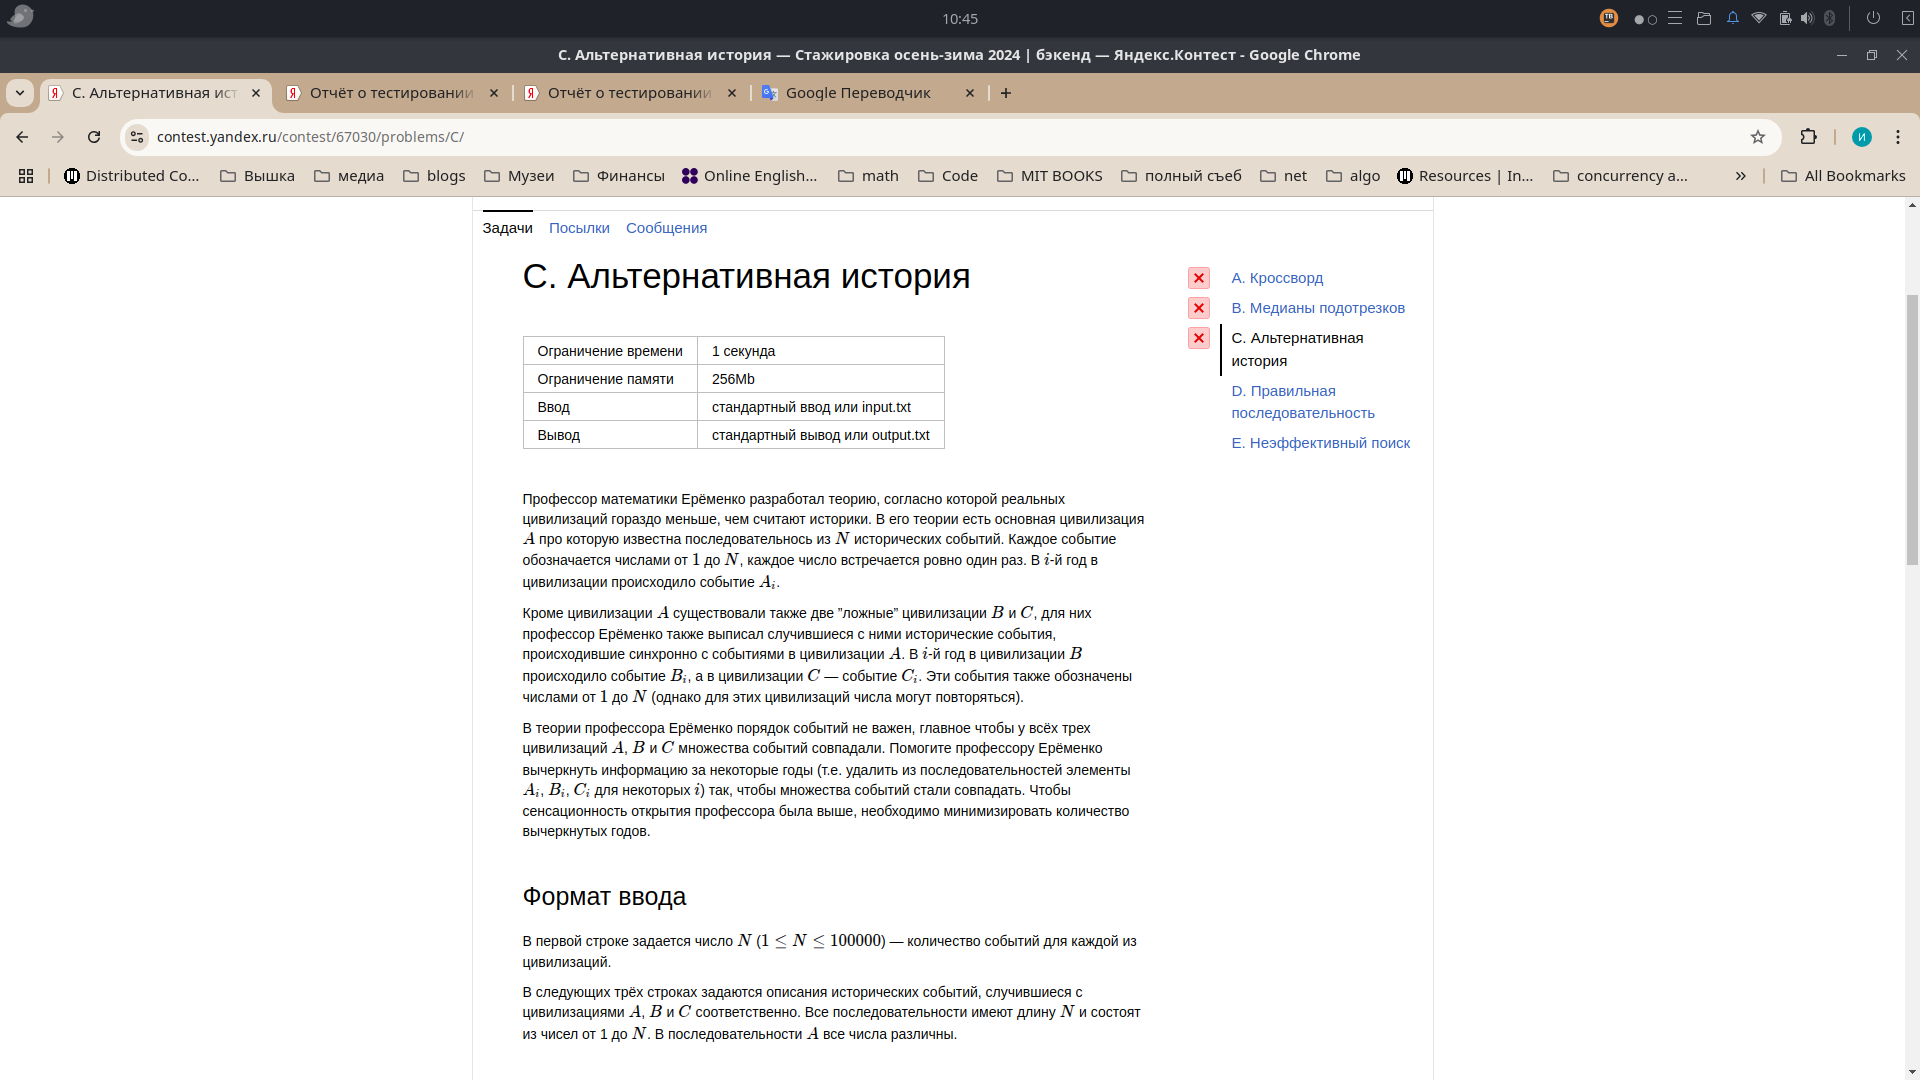 10:45
С. Альтернативная история — Стажировка осень-зима 2024 | бэкенд — Яндекс.Контест - Google Chrome
С. Альтернативная ист
Отчёт о тестировании
Отчёт о тестировании
Google Переводчик
contest.yandex.ru/contest/67030/problems/C/
Distributed Co...
Вышка
медиа
blogs
Музеи
Финансы
Online English...
math
Code
MIT BOOKS
полный съеб
net
algo
Resources | In...
concurrency a...
All Bookmarks
Задачи Посылки Сообщения
С. Альтернативная история
Ограничение времени 1 секунда
Ограничение памяти 256Mb
Ввод стандартный ввод или input.txt
Вывод стандартный вывод или output.txt
A. Кроссворд
B. Медианы подотрезков
C. Альтернативная
история
D. Правильная
последовательность
E. Неэффективный поиск
Профессор математики Ерёменко разработал теорию, согласно которой реальных
цивилизаций гораздо меньше, чем считают историки. В его теории есть основная цивилизация
A про которую известна последовательнось из N исторических событий. Каждое событие
обозначается числами от 1 до N, каждое число встречается ровно один раз. В i-й год в
цивилизации происходило событие A_i.
Кроме цивилизации A существовали также две "ложные" цивилизации B и C, для них
профессор Ерёменко также выписал случившиеся с ними исторические события,
происходившие синхронно с событиями в цивилизации A. В i-й год в цивилизации B
происходило событие B_i, а в цивилизации C — событие C_i. Эти события также обозначены
числами от 1 до N (однако для этих цивилизаций числа могут повторяться).
В теории профессора Ерёменко порядок событий не важен, главное чтобы у всёх трех
цивилизаций A, B и C множества событий совпадали. Помогите профессору Ерёменко
вычеркнуть информацию за некоторые годы (т.е. удалить из последовательностей элементы
A_i, B_i, C_i для некоторых i) так, чтобы множества событий стали совпадать. Чтобы
сенсационность открытия профессора была выше, необходимо минимизировать количество
вычеркнутых годов.
Формат ввода
В первой строке задается число N (1 ≤ N ≤ 100000) — количество событий для каждой из
цивилизаций.
В следующих трёх строках задаются описания исторических событий, случившиеся с
цивилизациями A, B и C соответственно. Все последовательности имеют длину N и состоят
из чисел от 1 до N. В последовательности A все числа различны.